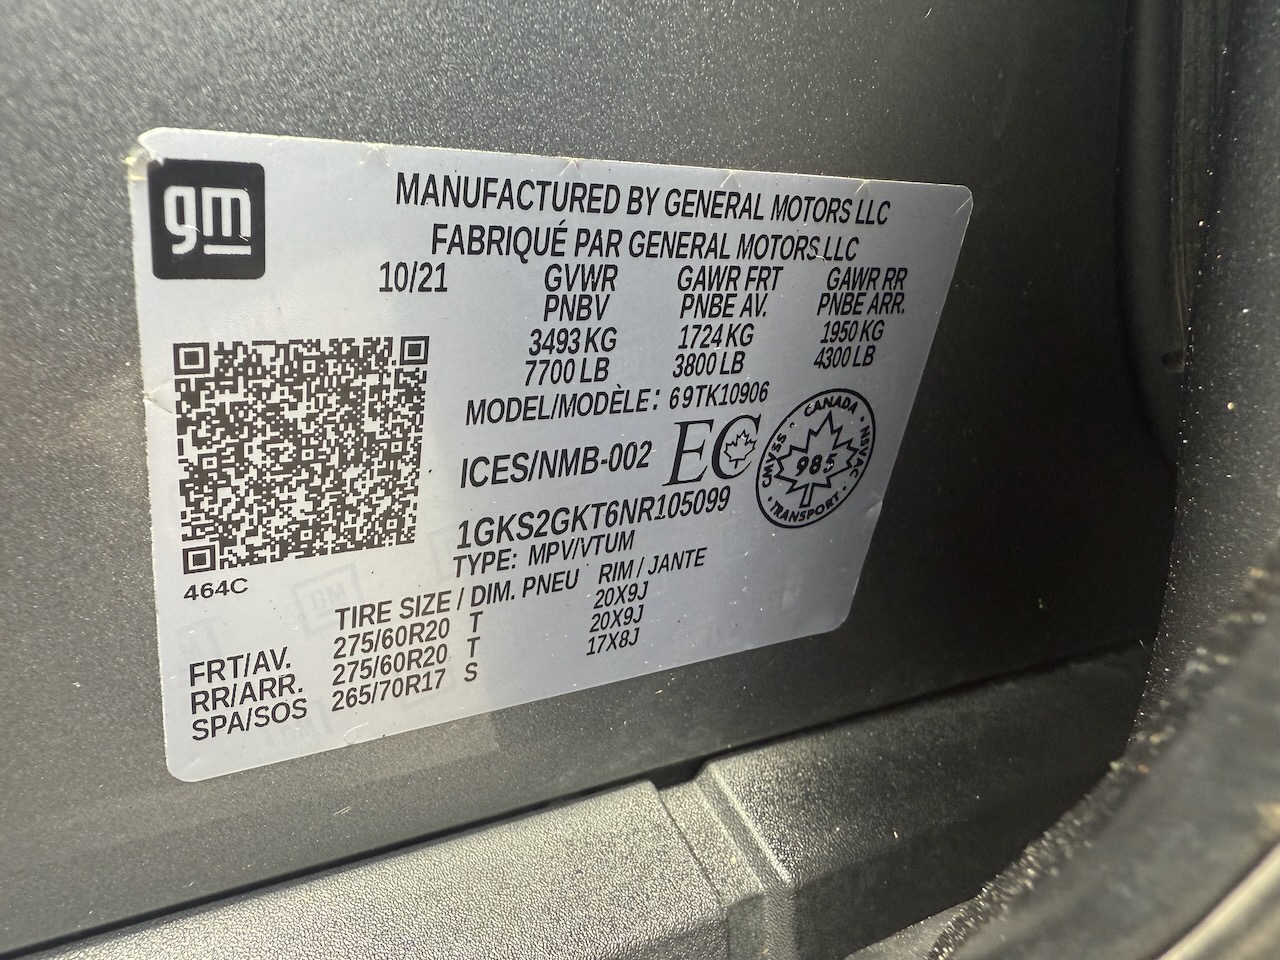 gm
MANUFACTURED BY GENERAL MOTORS LLC
FABRIQUÉ PAR GENERAL MOTORS LLC
10/21 GVWR GAWR FRT GAWR RR
PNBV PNBE AV. PNBE ARR.
3493 KG 1724 KG 1950 KG
7700 LB 3800 LB 4300 LB
MODEL/MODÈLE: 69TK10906
ICES/NMB-002 EC
CANADA
CMVSS 985 NSVAC
TRANSPORT
1GKS2GKT6NR105099
TYPE: MPV/VTUM
464C
TIRE SIZE / DIM. PNEU RIM / JANTE
FRT/AV. 275/60R20 T 20X9J
RR/ARR. 275/60R20 T 20X9J
SPA/SOS 265/70R17 S 17X8J
GM